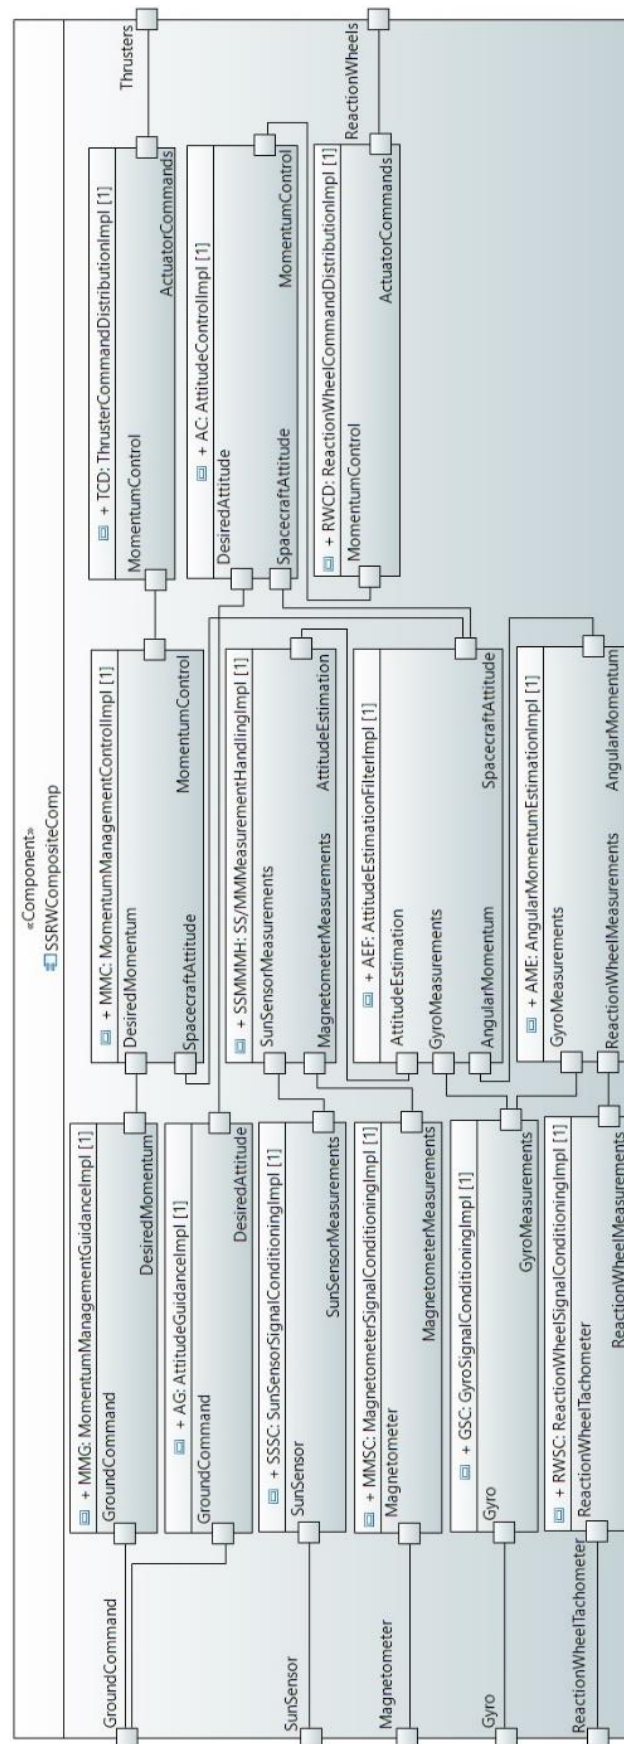 «Component»
SSRWCompositeComp
GroundCommand
SunSensor
Magnetometer
Gyro
ReactionWheelTachometer
+ MMG: MomentumManagementGuidanceImpl [1]
GroundCommand
DesiredMomentum
+ AG: AttitudeGuidanceImpl [1]
GroundCommand
DesiredAttitude
+ SSSC: SunSensorSignalConditioningImpl [1]
SunSensor
SunSensorMeasurements
+ MMSC: MagnetometerSignalConditioningImpl [1]
Magnetometer
MagnetometerMeasurements
+ GSC: GyroSignalConditioningImpl [1]
Gyro
GyroMeasurements
+ RWSC: ReactionWheelSignalConditioningImpl [1]
ReactionWheelTachometer
ReactionWheelMeasurements
+ MMC: MomentumManagementControlImpl [1]
DesiredMomentum
SpacecraftAttitude
MomentumControl
+ SSMMMH: SS/MMMeasurementHandlingImpl [1]
SunSensorMeasurements
MagnetometerMeasurements
AttitudeEstimation
+ AEF: AttitudeEstimationFilterImpl [1]
AttitudeEstimation
GyroMeasurements
AngularMomentum
SpacecraftAttitude
+ AME: AngularMomentumEstimationImpl [1]
GyroMeasurements
ReactionWheelMeasurements
AngularMomentum
+ TCD: ThrusterCommandDistributionImpl [1]
MomentumControl
ActuatorCommands
+ AC: AttitudeControlImpl [1]
DesiredAttitude
SpacecraftAttitude
MomentumControl
+ RWCD: ReactionWheelCommandDistributionImpl [1]
MomentumControl
ActuatorCommands
Thrusters
ReactionWheels